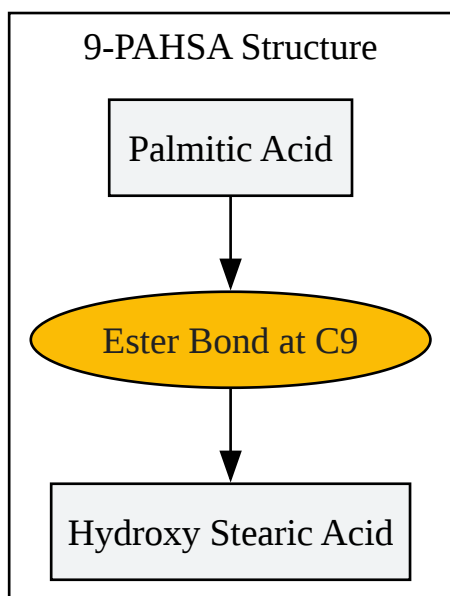 9-PAHSA Structure
Palmitic Acid
Ester Bond at C9
Hydroxy Stearic Acid